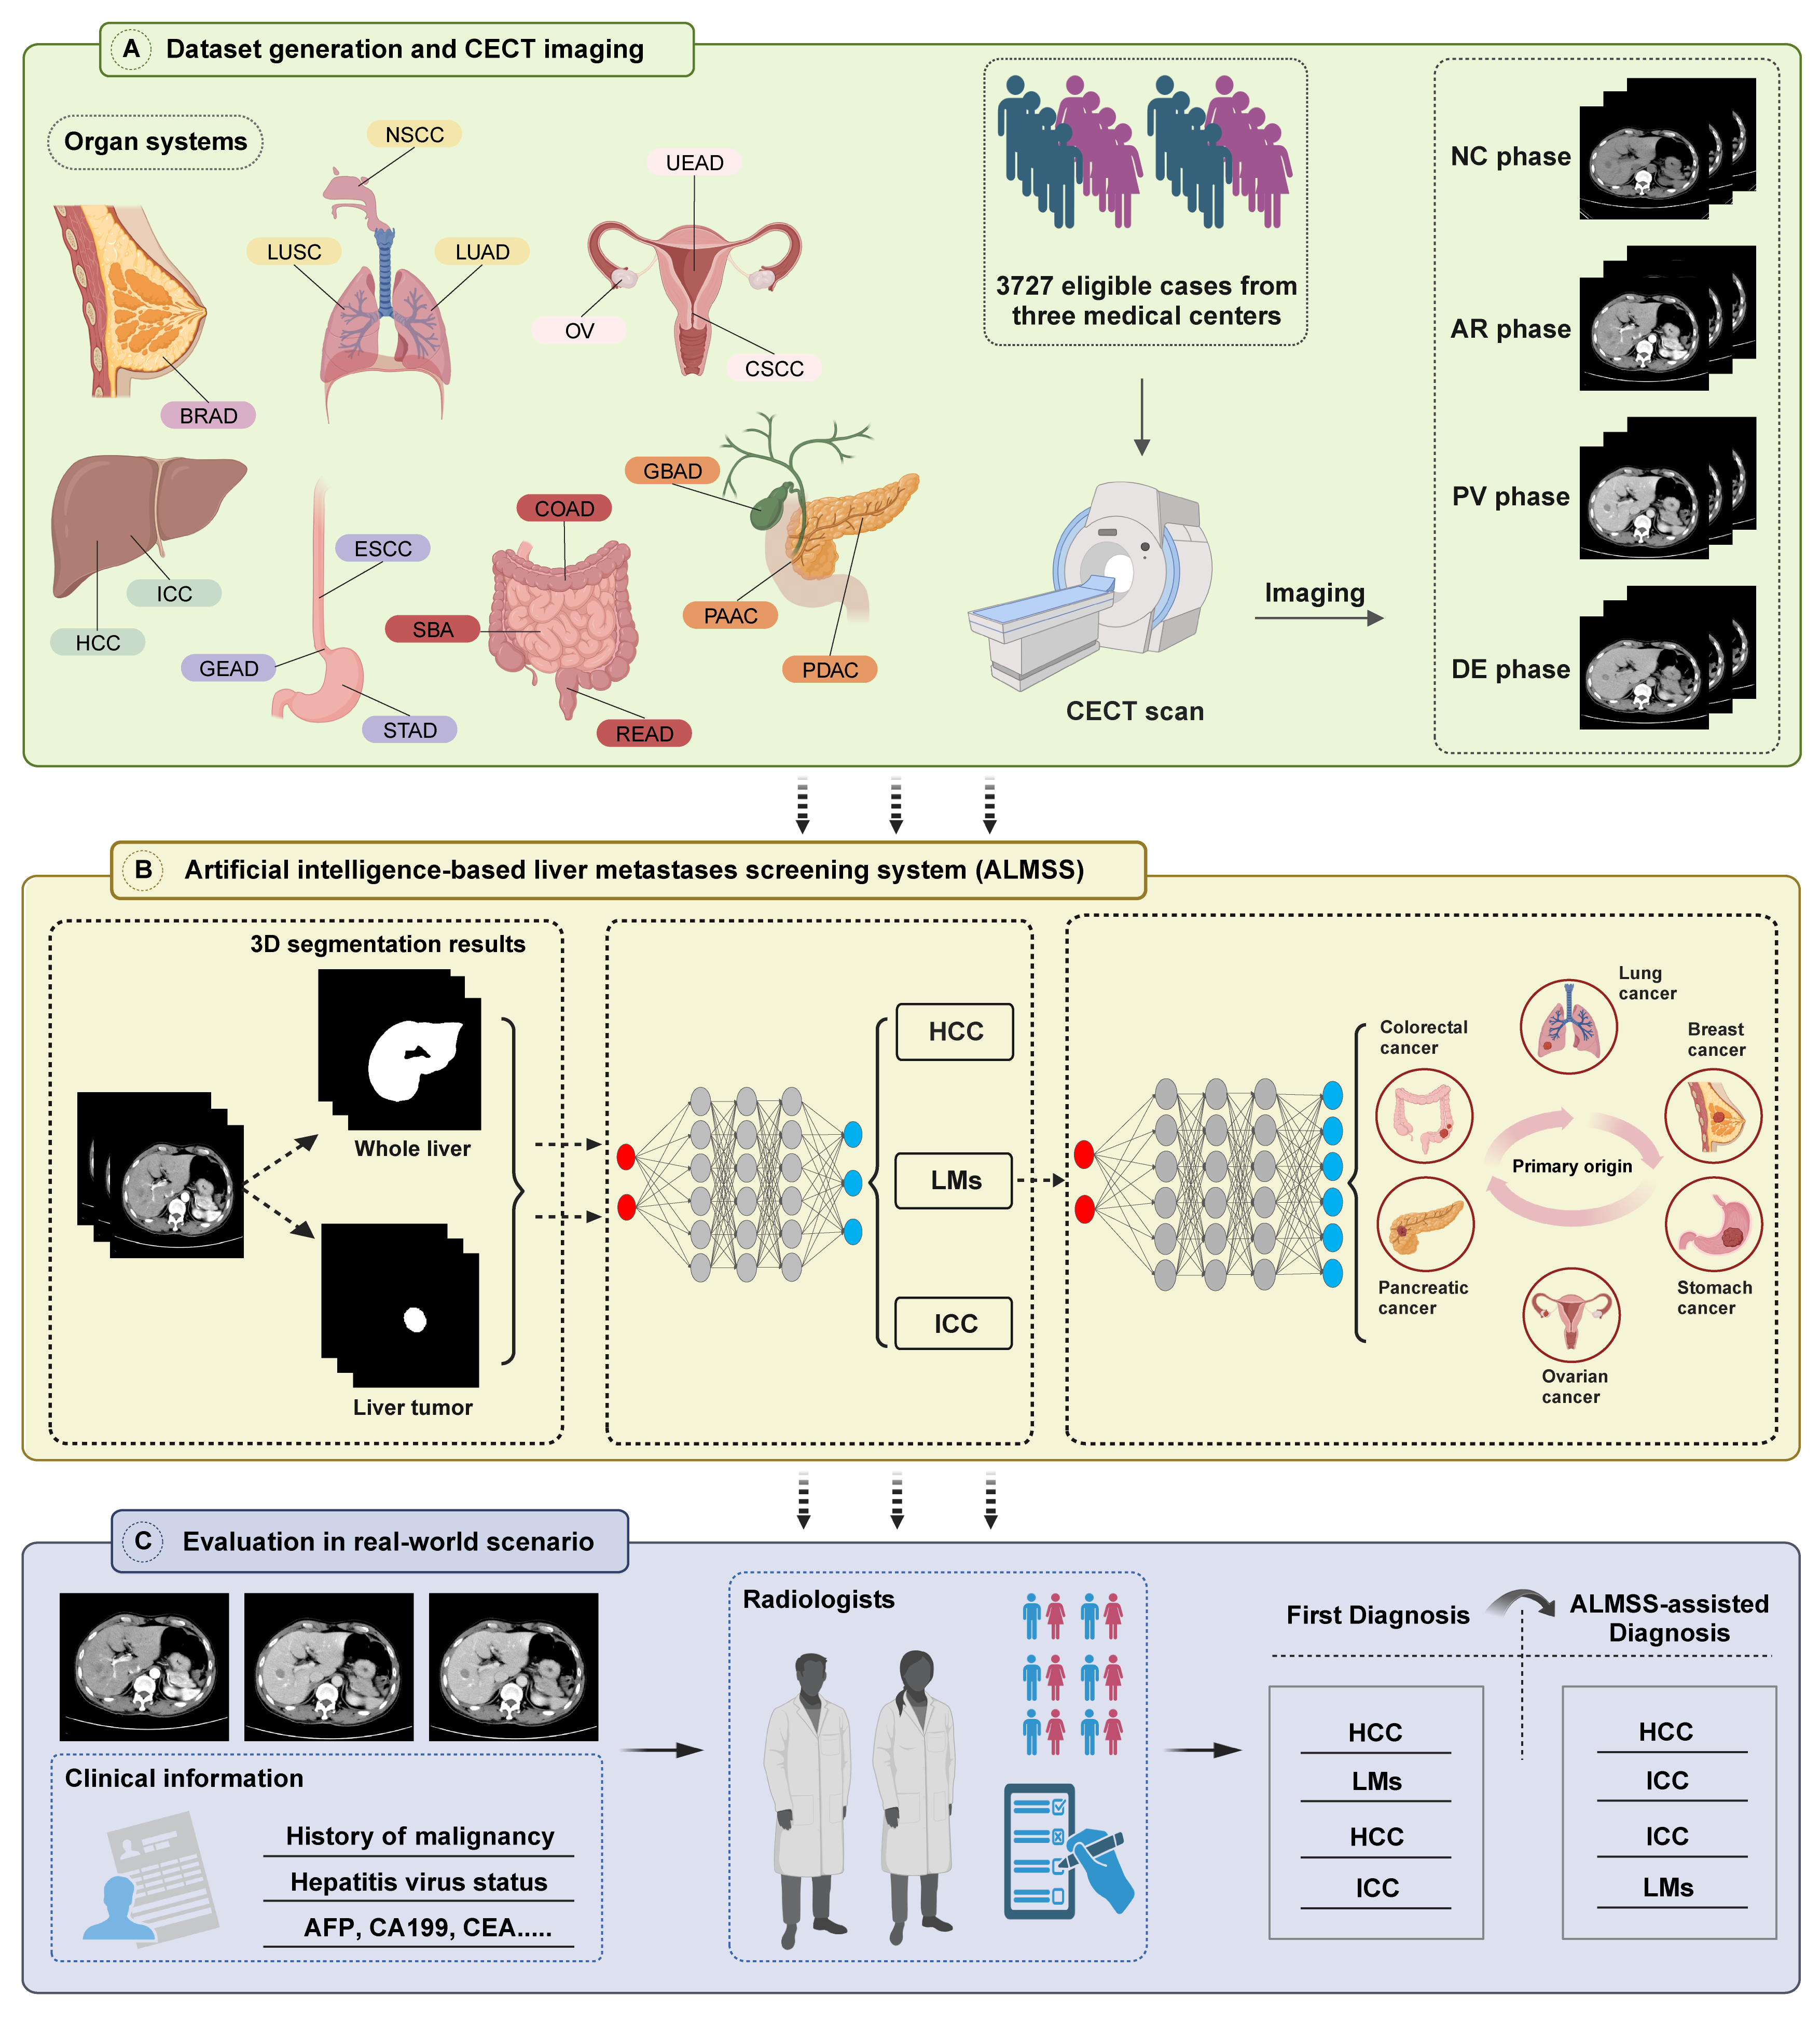 A Dataset generation and CECT imaging
Organ systems
NSCC
LUSC
LUAD
UEAD
OV
CSCC
BRAD
ICC
HCC
ESCC
GEAD
STAD
COAD
SBA
READ
GBAD
PAAC
PDAC
3727 eligible cases from
three medical centers
CECT scan
Imaging
NC phase
AR phase
PV phase
DE phase
B Artificial intelligence-based liver metastases screening system (ALMSS)
3D segmentation results
Whole liver
Liver tumor
HCC
LMs
ICC
Lung
cancer
Colorectal
cancer
Breast
cancer
Primary origin
Pancreatic
cancer
Stomach
cancer
Ovarian
cancer
C Evaluation in real-world scenario
Clinical information
History of malignancy
Hepatitis virus status
AFP, CA199, CEA.....
Radiologists
First Diagnosis
HCC
LMs
HCC
ICC
ALMSS-assisted
Diagnosis
HCC
ICC
ICC
LMs